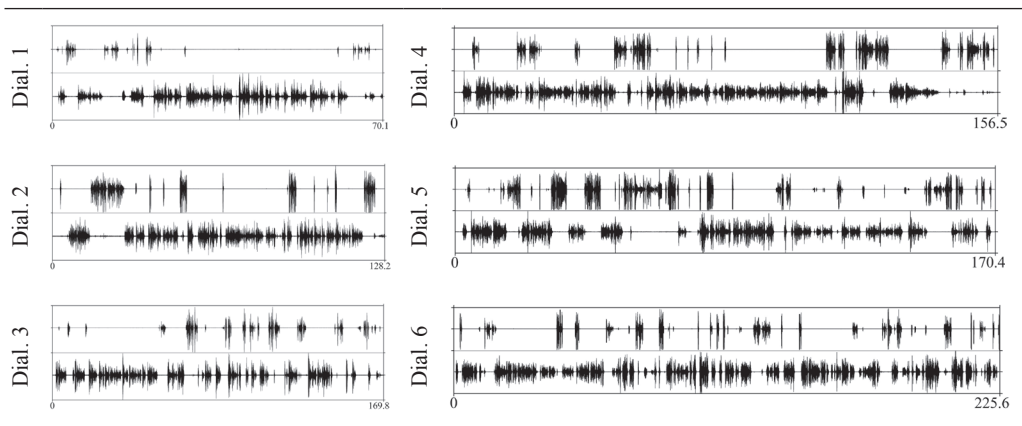 Dial. 1
0 70.1
Dial. 2
0 128.2
Dial. 3
0 169.8
Dial. 4
0 156.5
Dial. 5
0 170.4
Dial. 6
0 225.6